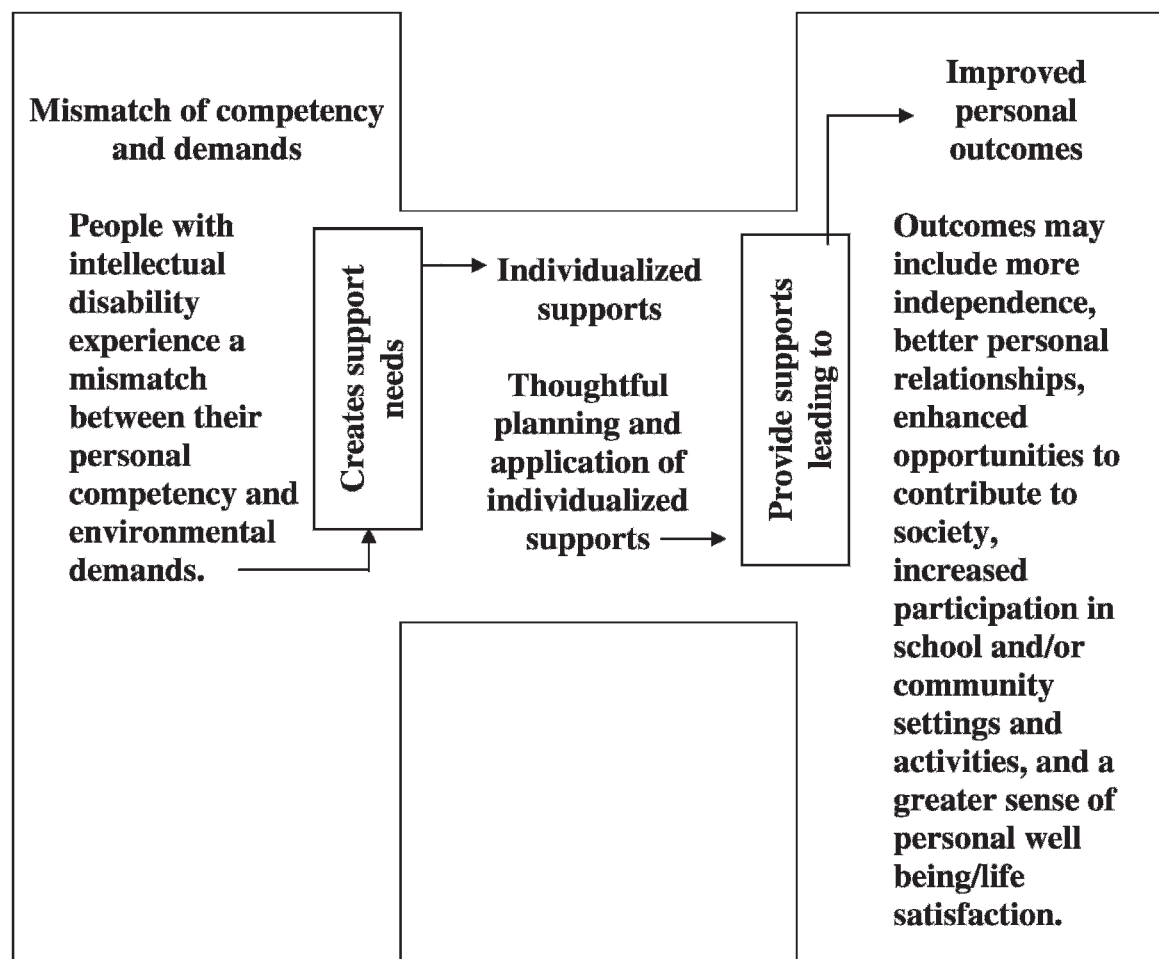 Mismatch of competency
and demands
People with
intellectual
disability
experience a
mismatch
between their
personal
competency and
environmental
demands.
Creates support
needs
Individualized
supports
Thoughtful
planning and
application of
individualized
supports
Provide supports
leading to
Improved
personal
outcomes
Outcomes may
include more
independence,
better personal
relationships,
enhanced
opportunities to
contribute to
society,
increased
participation in
school and/or
community
settings and
activities, and a
greater sense of
personal well
being/life
satisfaction.